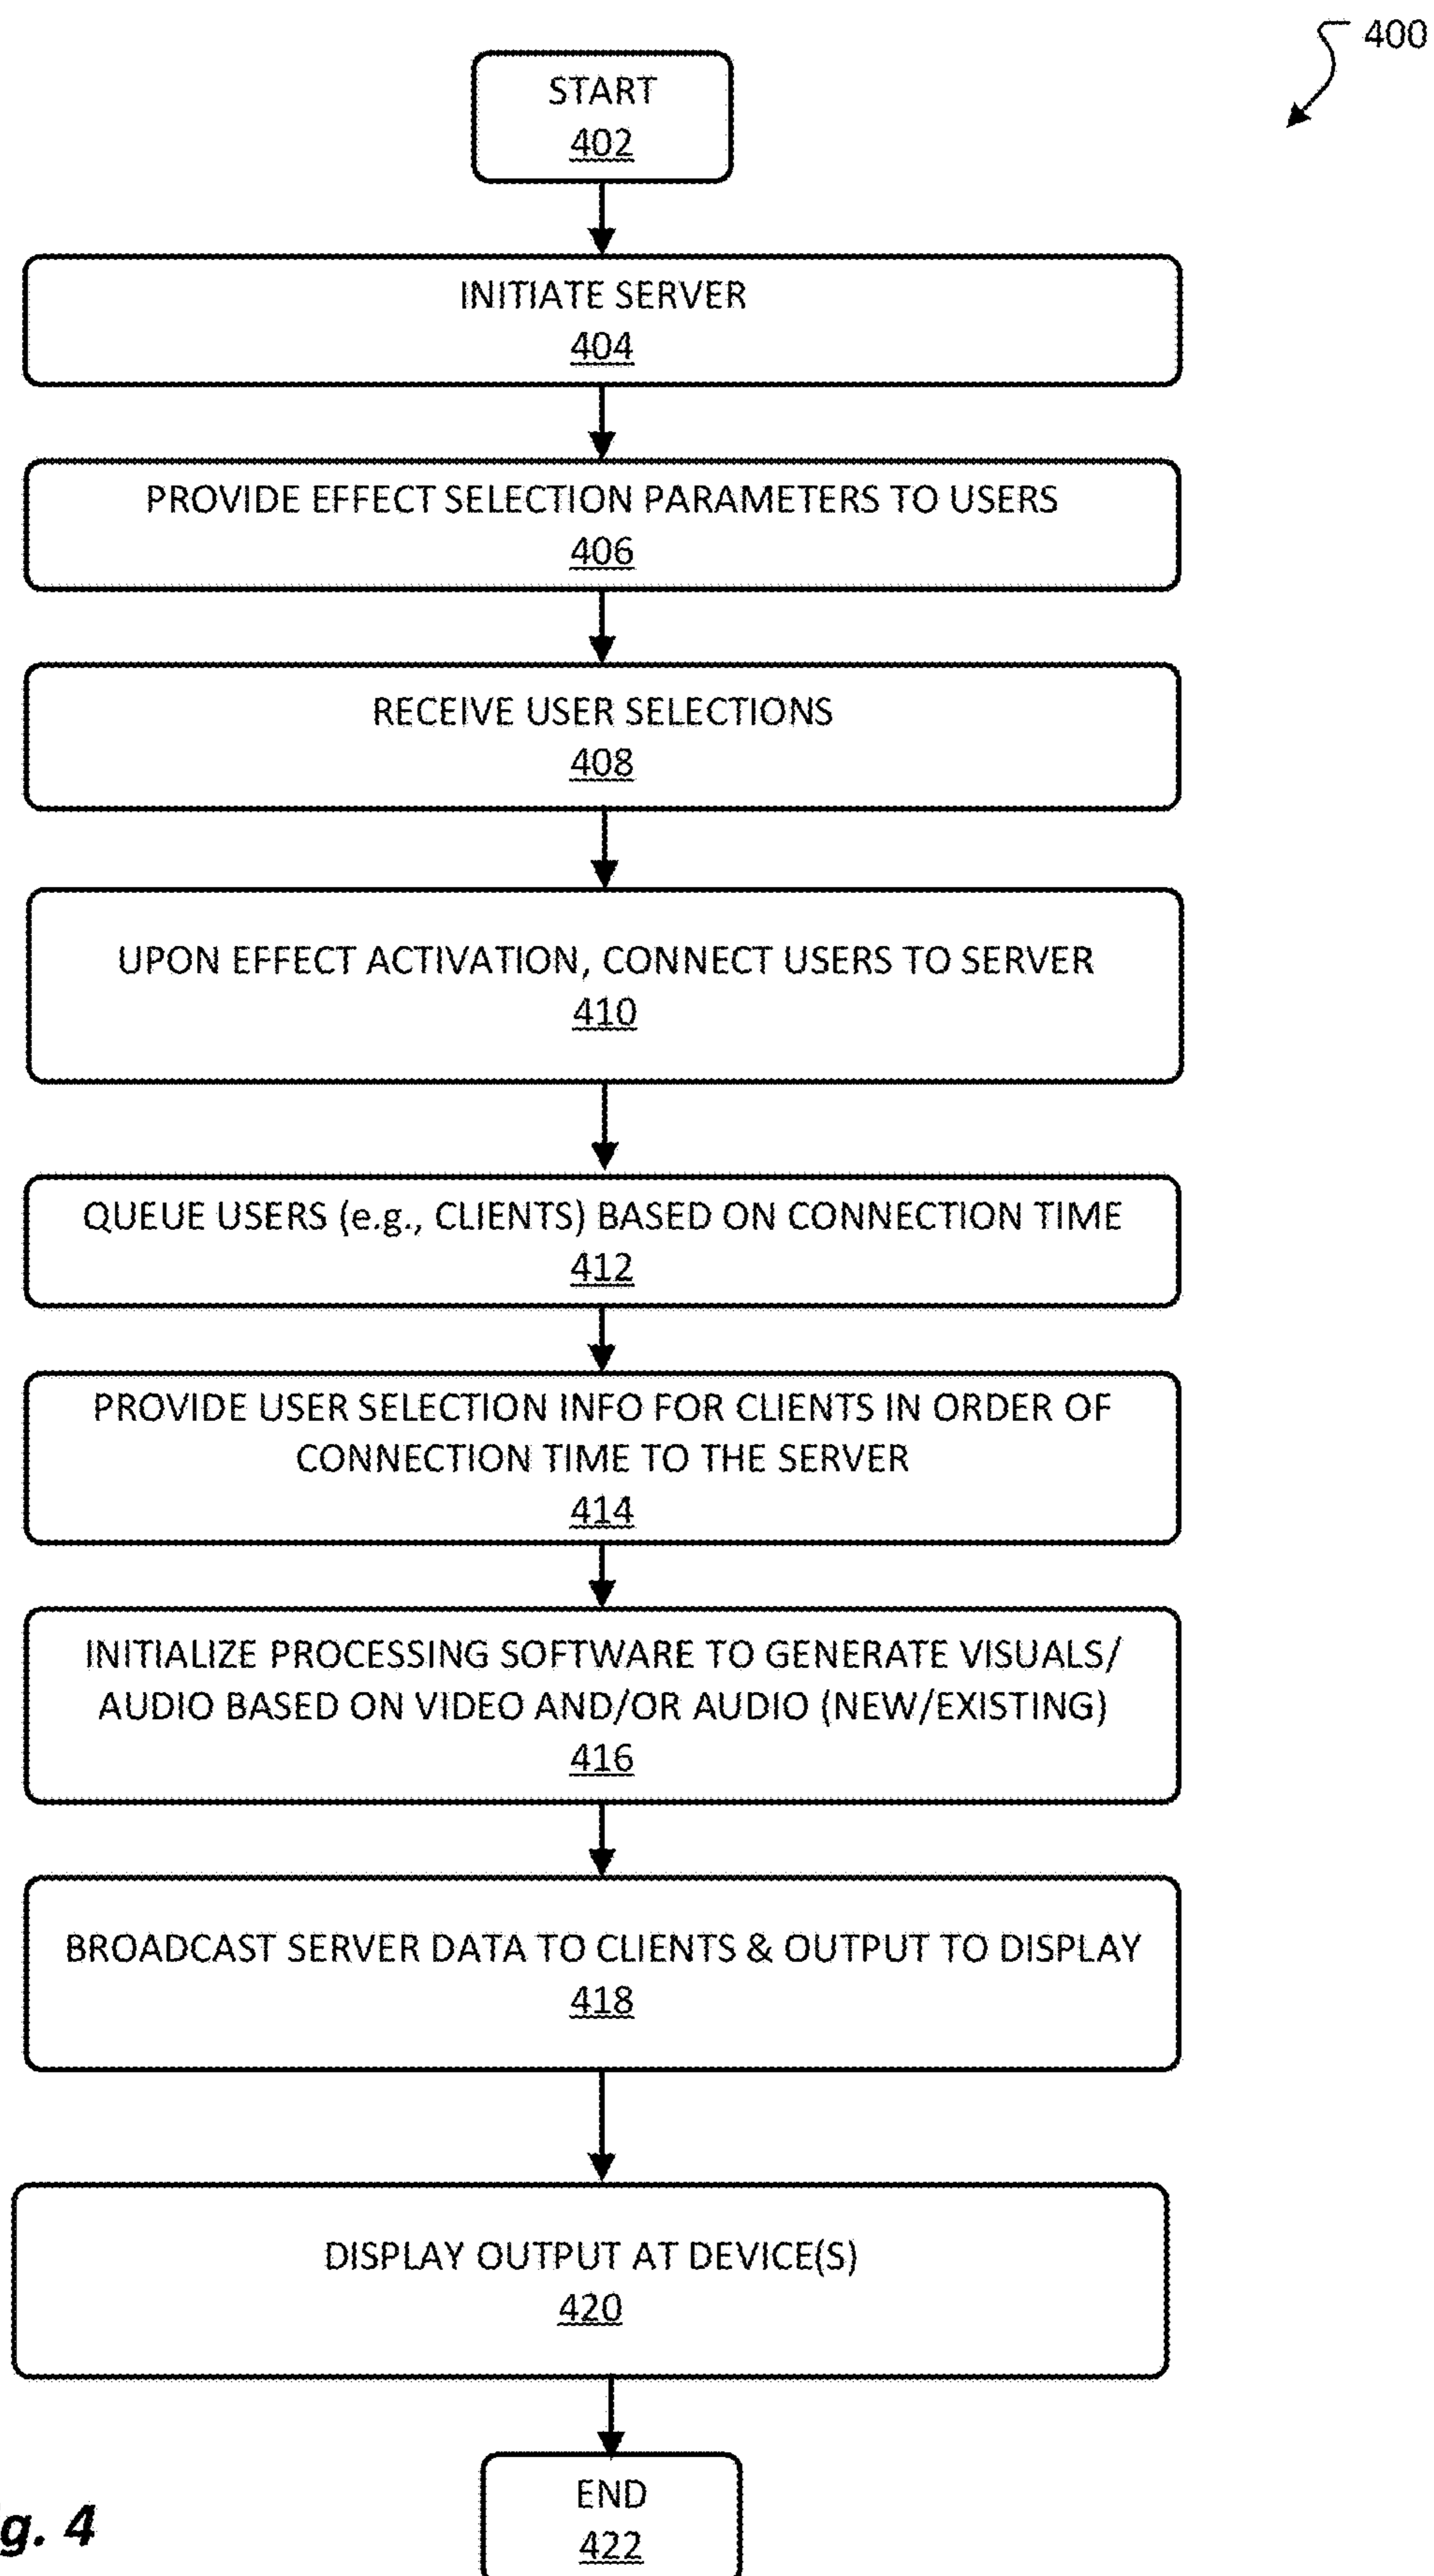 400
START
402
INITIATE SERVER
404
PROVIDE EFFECT SELECTION PARAMETERS TO USERS
406
RECEIVE USER SELECTIONS
408
UPON EFFECT ACTIVATION, CONNECT USERS TO SERVER
410
QUEUE USERS (e.g., CLIENTS) BASED ON CONNECTION TIME
412
PROVIDE USER SELECTION INFO FOR CLIENTS IN ORDER OF
CONNECTION TIME TO THE SERVER
414
INITIALIZE PROCESSING SOFTWARE TO GENERATE VISUALS/
AUDIO BASED ON VIDEO AND/OR AUDIO (NEW/EXISTING)
416
BROADCAST SERVER DATA TO CLIENTS & OUTPUT TO DISPLAY
418
DISPLAY OUTPUT AT DEVICE(S)
420
END
422
g. 4